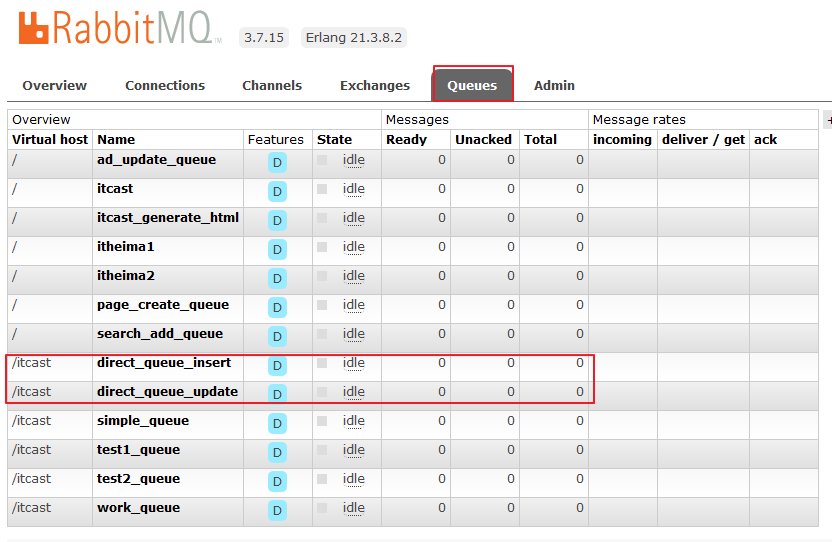 RabbitMQ TM 3.7.15 Erlang 21.3.8.2
Overview Connections Channels Exchanges Queues Admin
Overview Messages Message rates +
Virtual host Name Features State Ready Unacked Total incoming deliver / get ack
/ ad_update_queue D idle 0 0 0
/ itcast D idle 0 0 0
/ itcast_generate_html D idle 0 0 0
/ itheima1 D idle 0 0 0
/ itheima2 D idle 0 0 0
/ page_create_queue D idle 0 0 0
/ search_add_queue D idle 0 0 0
/itcast direct_queue_insert D idle 0 0 0
/itcast direct_queue_update D idle 0 0 0
/itcast simple_queue D idle 0 0 0
/itcast test1_queue D idle 0 0 0
/itcast test2_queue D idle 0 0 0
/itcast work_queue D idle 0 0 0